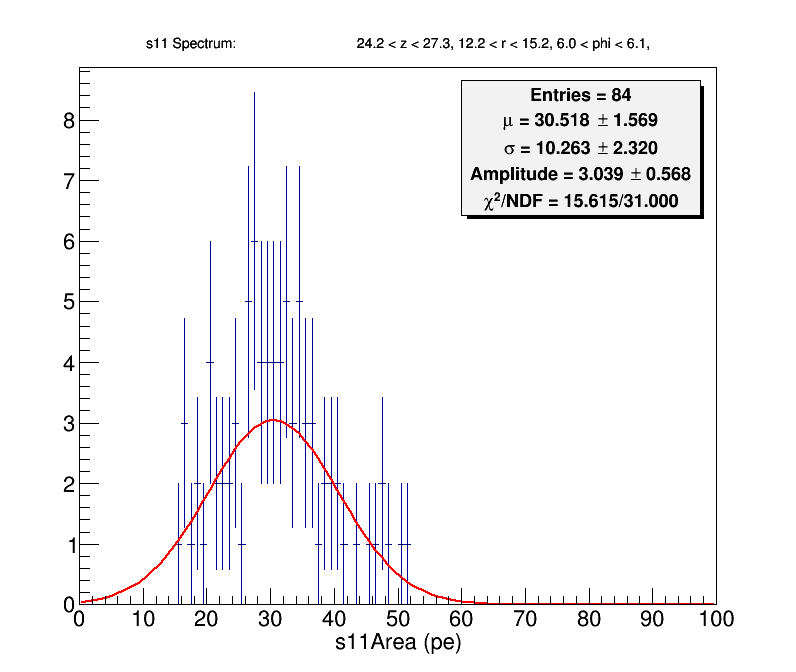 s11 Spectrum: 24.2 < z < 27.3, 12.2 < r < 15.2, 6.0 < phi < 6.1,
Entries = 84
μ = 30.518 ± 1.569
σ = 10.263 ± 2.320
Amplitude = 3.039 ± 0.568
χ²/NDF = 15.615/31.000
8
7
6
5
4
3
2
1
0
0 10 20 30 40 50 60 70 80 90 100
s11Area (pe)